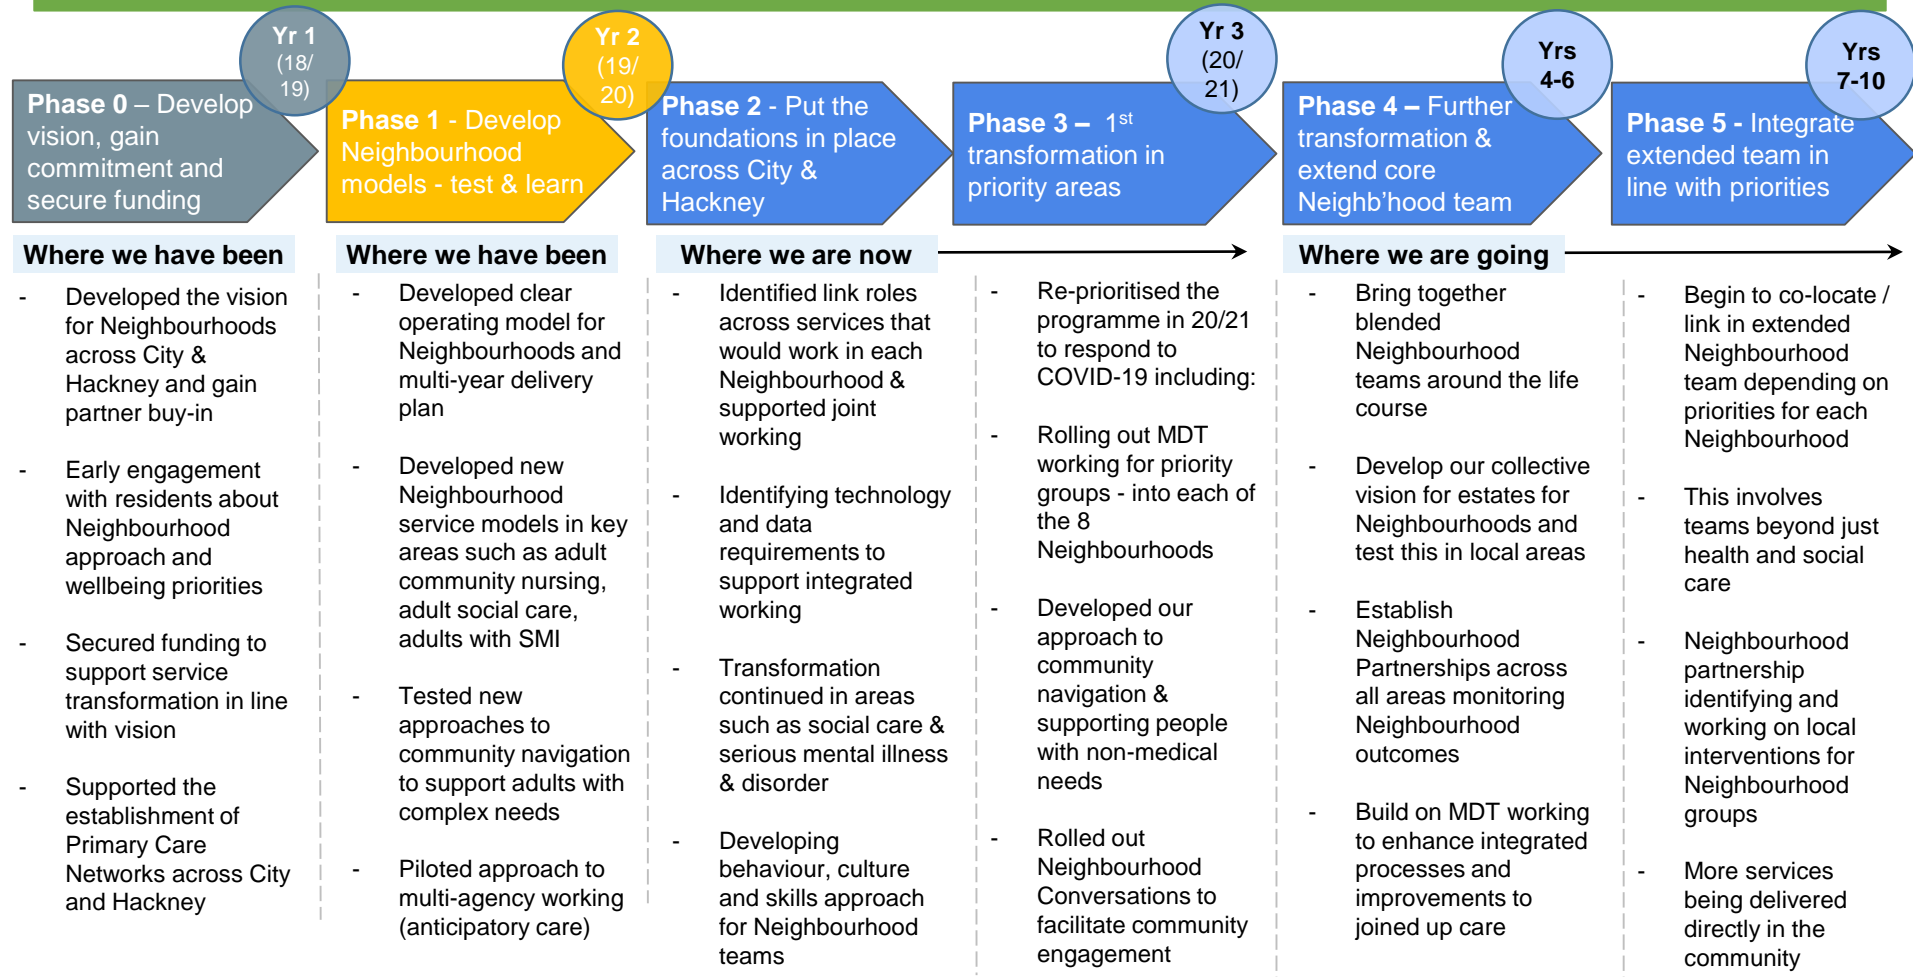 Yr 1
(18/
19)
Phase 0 – Develop
vision, gain
commitment and
secure funding
Yr 2
(19/
20)
Phase 1 - Develop
Neighbourhood
models - test & learn
Phase 2 - Put the
foundations in place
across City &
Hackney
Yr 3
(20/
21)
Phase 3 – 1st
transformation in
priority areas
Yrs
4-6
Phase 4 – Further
transformation &
extend core
Neighb'hood team
Yrs
7-10
Phase 5 - Integrate
extended team in
line with priorities
Where we have been
- Developed the vision
for Neighbourhoods
across City &
Hackney and gain
partner buy-in
- Early engagement
with residents about
Neighbourhood
approach and
wellbeing priorities
- Secured funding to
support service
transformation in line
with vision
- Supported the
establishment of
Primary Care
Networks across City
and Hackney
Where we have been
- Developed clear
operating model for
Neighbourhoods and
multi-year delivery
plan
- Developed new
Neighbourhood
service models in key
areas such as adult
community nursing,
adult social care,
adults with SMI
- Tested new
approaches to
community navigation
to support adults with
complex needs
- Piloted approach to
multi-agency working
(anticipatory care)
Where we are now
- Identified link roles
across services that
would work in each
Neighbourhood &
supported joint
working
- Identifying technology
and data
requirements to
support integrated
working
- Transformation
continued in areas
such as social care &
serious mental illness
& disorder
- Developing
behaviour, culture
and skills approach
for Neighbourhood
teams
- Re-prioritised the
programme in 20/21
to respond to
COVID-19 including:
- Rolling out MDT
working for priority
groups - into each of
the 8
Neighbourhoods
- Developed our
approach to
community
navigation &
supporting people
with non-medical
needs
- Rolled out
Neighbourhood
Conversations to
facilitate community
engagement
Where we are going
- Bring together
blended
Neighbourhood
teams around the life
course
- Develop our collective
vision for estates for
Neighbourhoods and
test this in local areas
- Establish
Neighbourhood
Partnerships across
all areas monitoring
Neighbourhood
outcomes
- Build on MDT working
to enhance integrated
processes and
improvements to
joined up care
- Begin to co-locate /
link in extended
Neighbourhood
team depending on
priorities for each
Neighbourhood
- This involves
teams beyond just
health and social
care
- Neighbourhood
partnership
identifying and
working on local
interventions for
Neighbourhood
groups
- More services
being delivered
directly in the
community